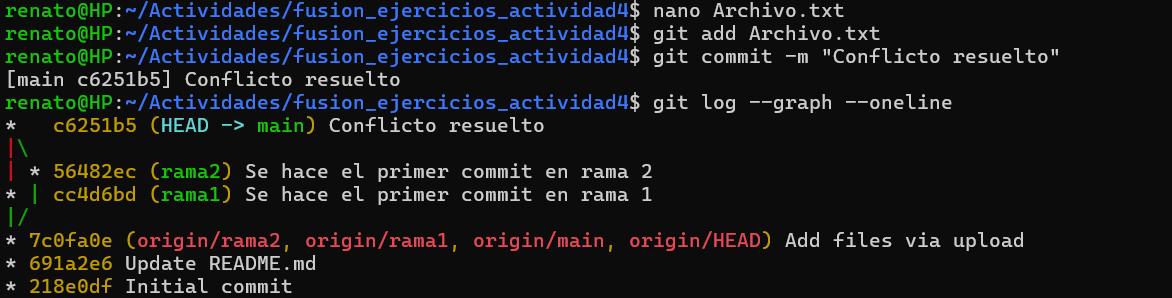 renato@HP:~/Actividades/fusion_ejercicios_actividad4$ nano Archivo.txt
renato@HP:~/Actividades/fusion_ejercicios_actividad4$ git add Archivo.txt
renato@HP:~/Actividades/fusion_ejercicios_actividad4$ git commit -m "Conflicto resuelto"
[main c6251b5] Conflicto resuelto
renato@HP:~/Actividades/fusion_ejercicios_actividad4$ git log --graph --oneline
*   c6251b5 (HEAD -> main) Conflicto resuelto
|\
| * 56482ec (rama2) Se hace el primer commit en rama 2
* | cc4d6bd (rama1) Se hace el primer commit en rama 1
|/
* 7c0fa0e (origin/rama2, origin/rama1, origin/main, origin/HEAD) Add files via upload
* 691a2e6 Update README.md
* 218e0df Initial commit